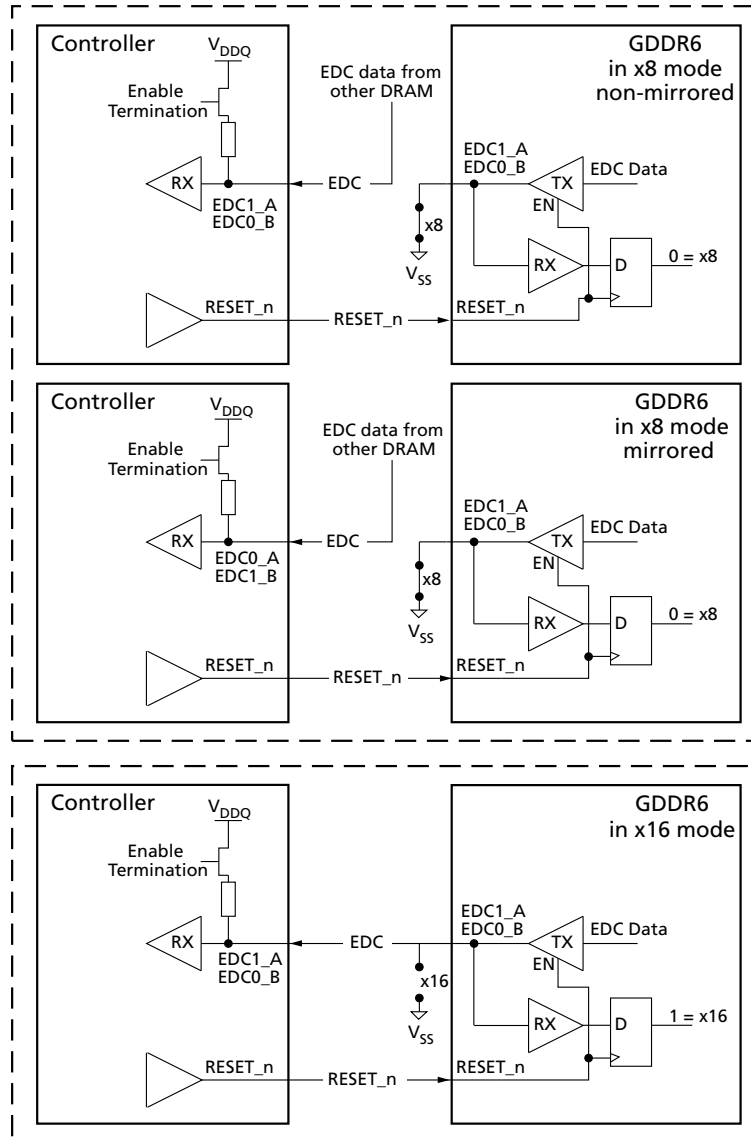 Controller
V_DDQ
Enable
Termination
RX
EDC1_A
EDC0_B
RESET_n
EDC data from
other DRAM
EDC
x8
V_SS
RESET_n
GDDR6
in x8 mode
non-mirrored
EDC1_A
EDC0_B
TX
EDC Data
EN
RX
D
0 = x8
RESET_n
Controller
V_DDQ
Enable
Termination
RX
EDC0_A
EDC1_B
RESET_n
EDC data from
other DRAM
EDC
x8
V_SS
RESET_n
GDDR6
in x8 mode
mirrored
EDC1_A
EDC0_B
TX
EDC Data
EN
RX
D
0 = x8
RESET_n
Controller
V_DDQ
Enable
Termination
RX
EDC1_A
EDC0_B
RESET_n
EDC
x16
V_SS
RESET_n
GDDR6
in x16 mode
EDC1_A
EDC0_B
TX
EDC Data
EN
RX
D
1 = x16
RESET_n